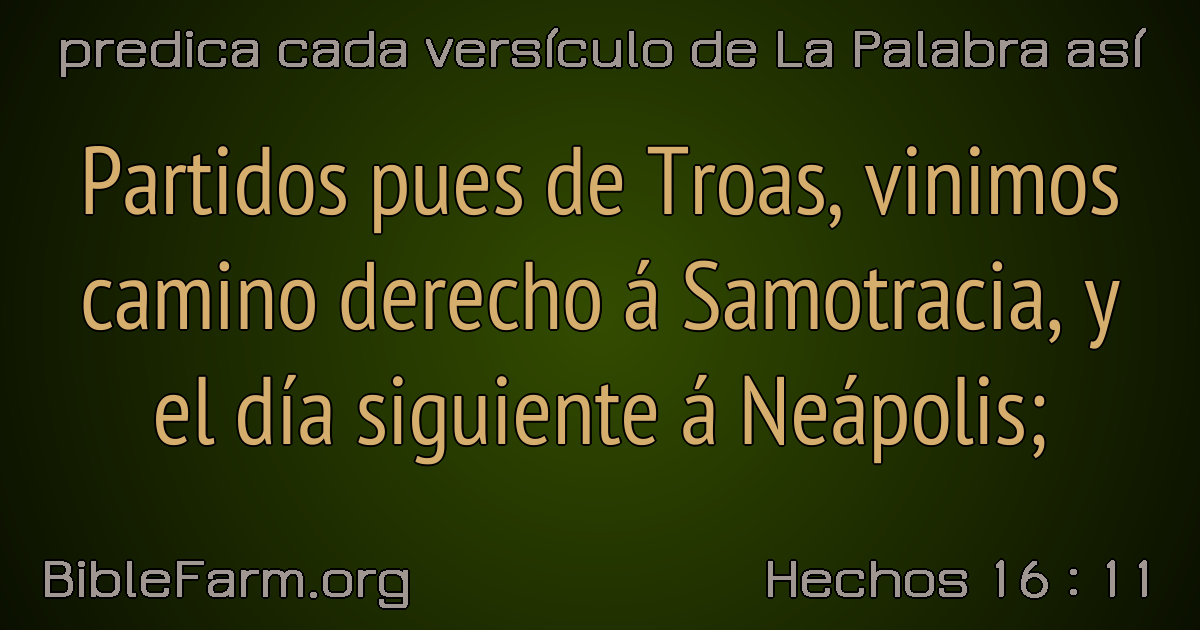 predica cada versículo de La Palabra así
Partidos pues de Troas, vinimos
camino derecho á Samotracia, y
el día siguiente á Neápolis;
BibleFarm.org
Hechos 16 : 11